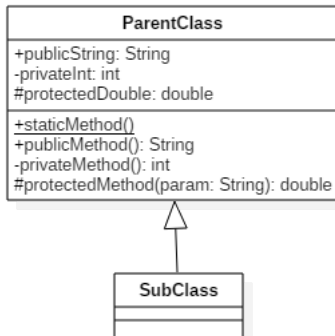 ParentClass
+publicString: String
-privateInt: int
#protectedDouble: double
+staticMethod()
+publicMethod(): String
-privateMethod(): int
#protectedMethod(param: String): double
SubClass